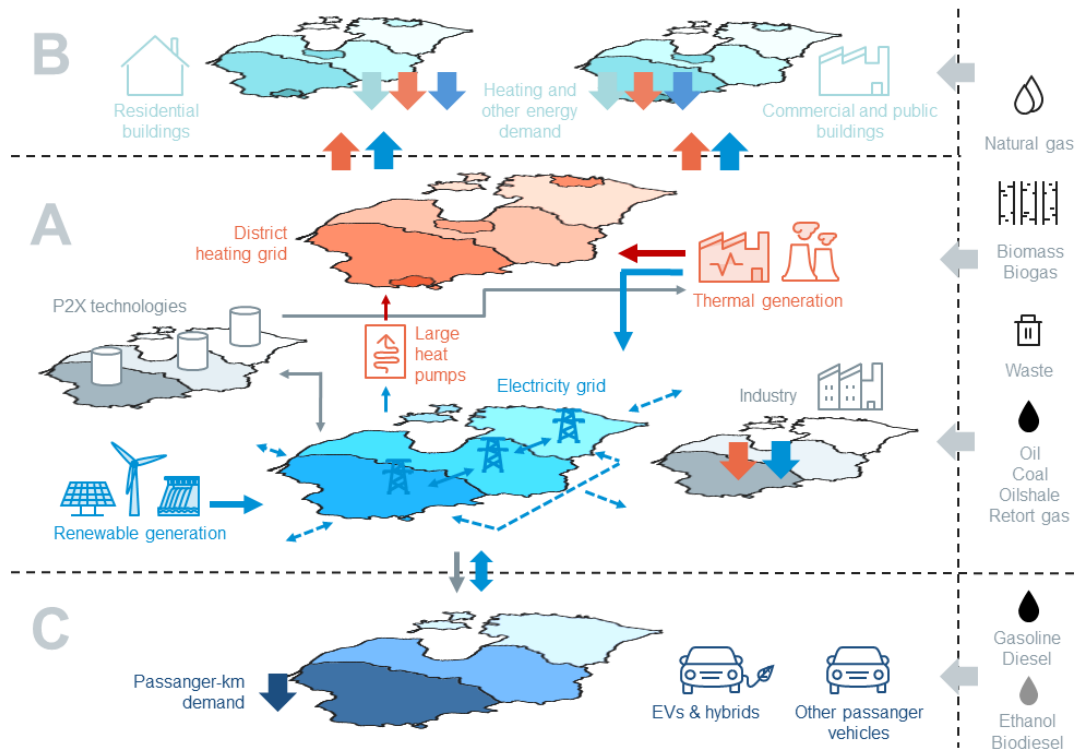 B
Residential
buildings
Heating and
other energy
demand
Commercial and public
buildings
Natural gas
A
District
heating grid
Thermal generation
Biomass
Biogas
P2X technologies
Large
heat
pumps
Waste
Electricity grid
Industry
Oil
Coal
Oilshale
Retort gas
Renewable generation
C
Passanger-km
demand
EVs & hybrids
Other passanger
vehicles
Gasoline
Diesel
Ethanol
Biodiesel